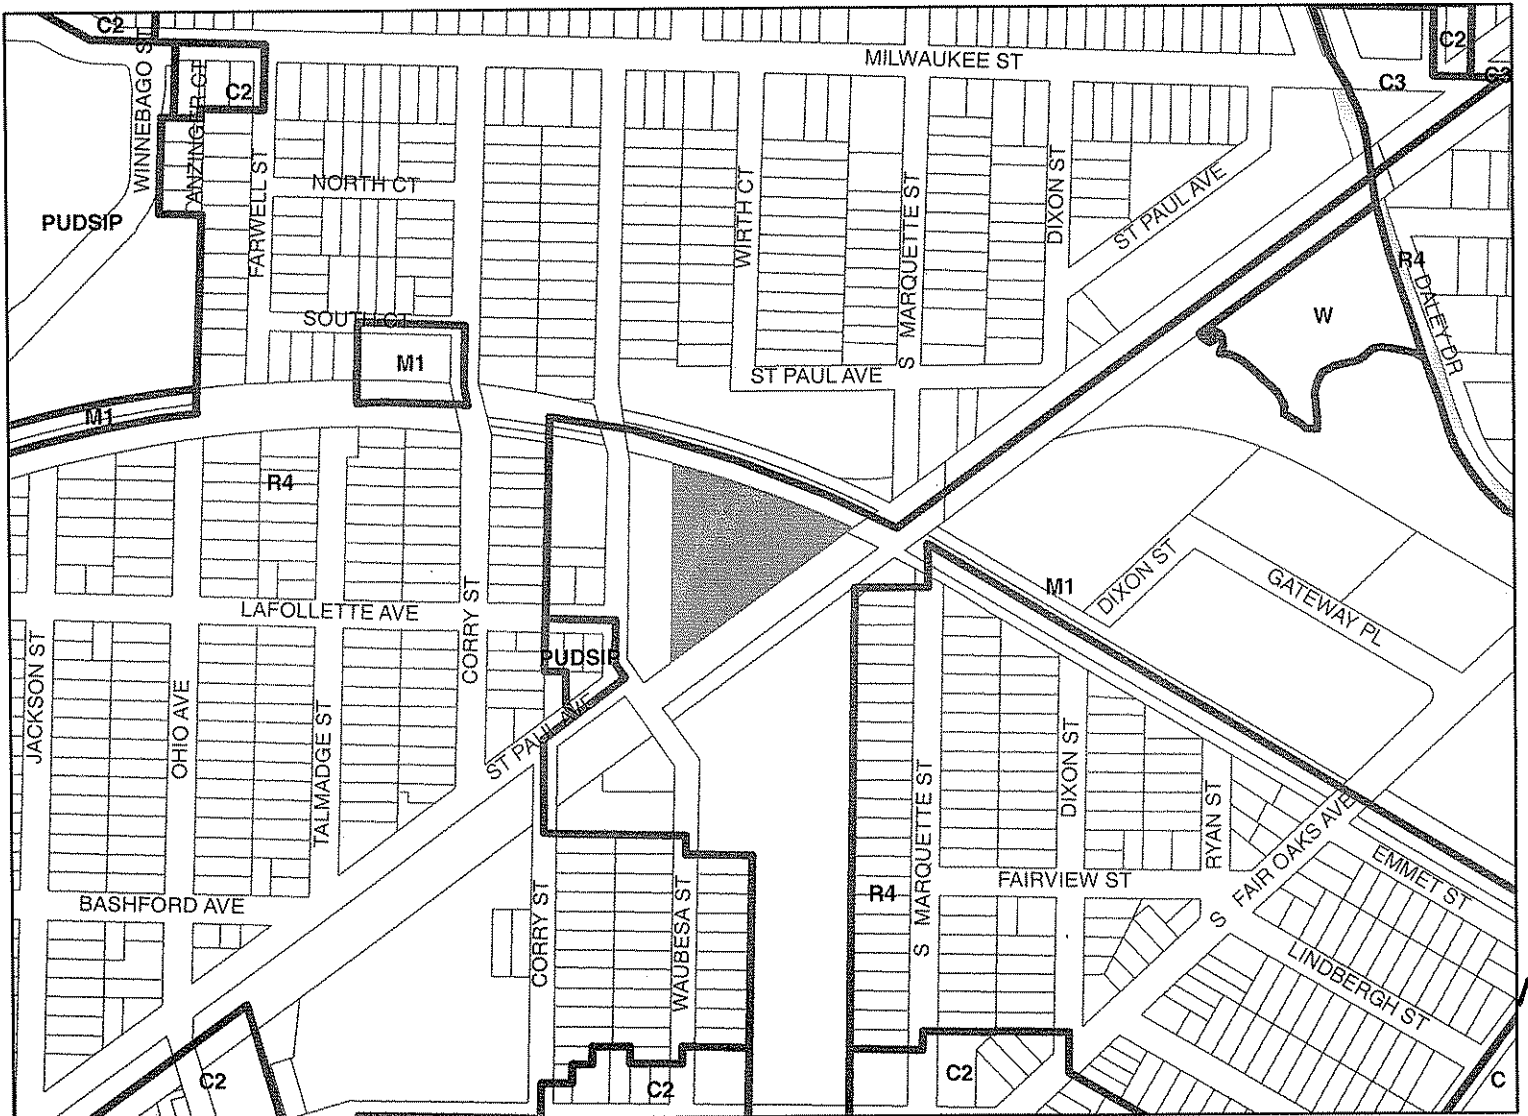 C2
C2
MILWAUKEE ST
C3
C3
C2
WINNEBAGO ST
PUDSIP
FARWELL ST
NORTH CT
WIRTH CT
S MARQUETTE ST
DIXON ST
ST PAUL AVE
R4
DALEY DR
W
SOUTH CT
M1
ST PAUL AVE
M1
R4
M1
DIXON ST
GATEWAY PL
LAFOLLETTE AVE
CORRY ST
PUDSIP
JACKSON ST
OHIO AVE
TALMADGE ST
ST PAUL AVE
S MARQUETTE ST
DIXON ST
RYAN ST
S FAIR OAKS AVE
EMMET ST
BASHFORD AVE
CORRY ST
WAUBESA ST
R4
FAIRVIEW ST
LINDBERGH ST
C2
C2
C2
C